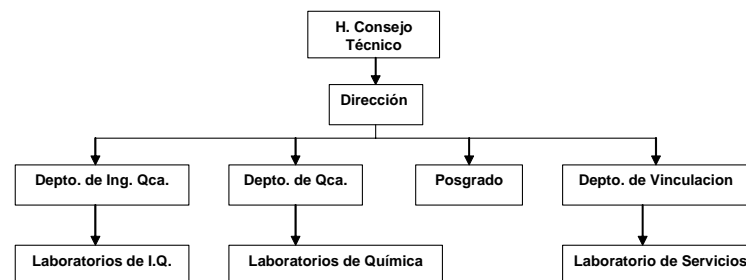 H. Consejo
Técnico
Dirección
Depto. de Ing. Qca.
Depto. de Qca.
Posgrado
Depto. de Vinculacion
Laboratorios de I.Q.
Laboratorios de Química
Laboratorio de Servicios